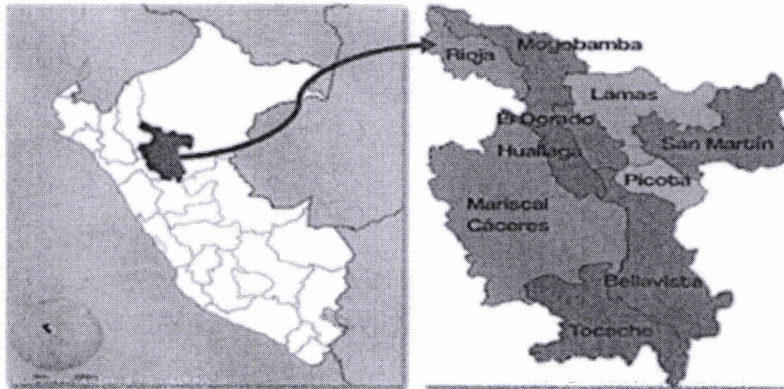 Rioja
Moyobamba
Lamas
El Dorado
San Martín
Huallaga
Picota
Mariscal
Cáceres
Bellavista
Tocache